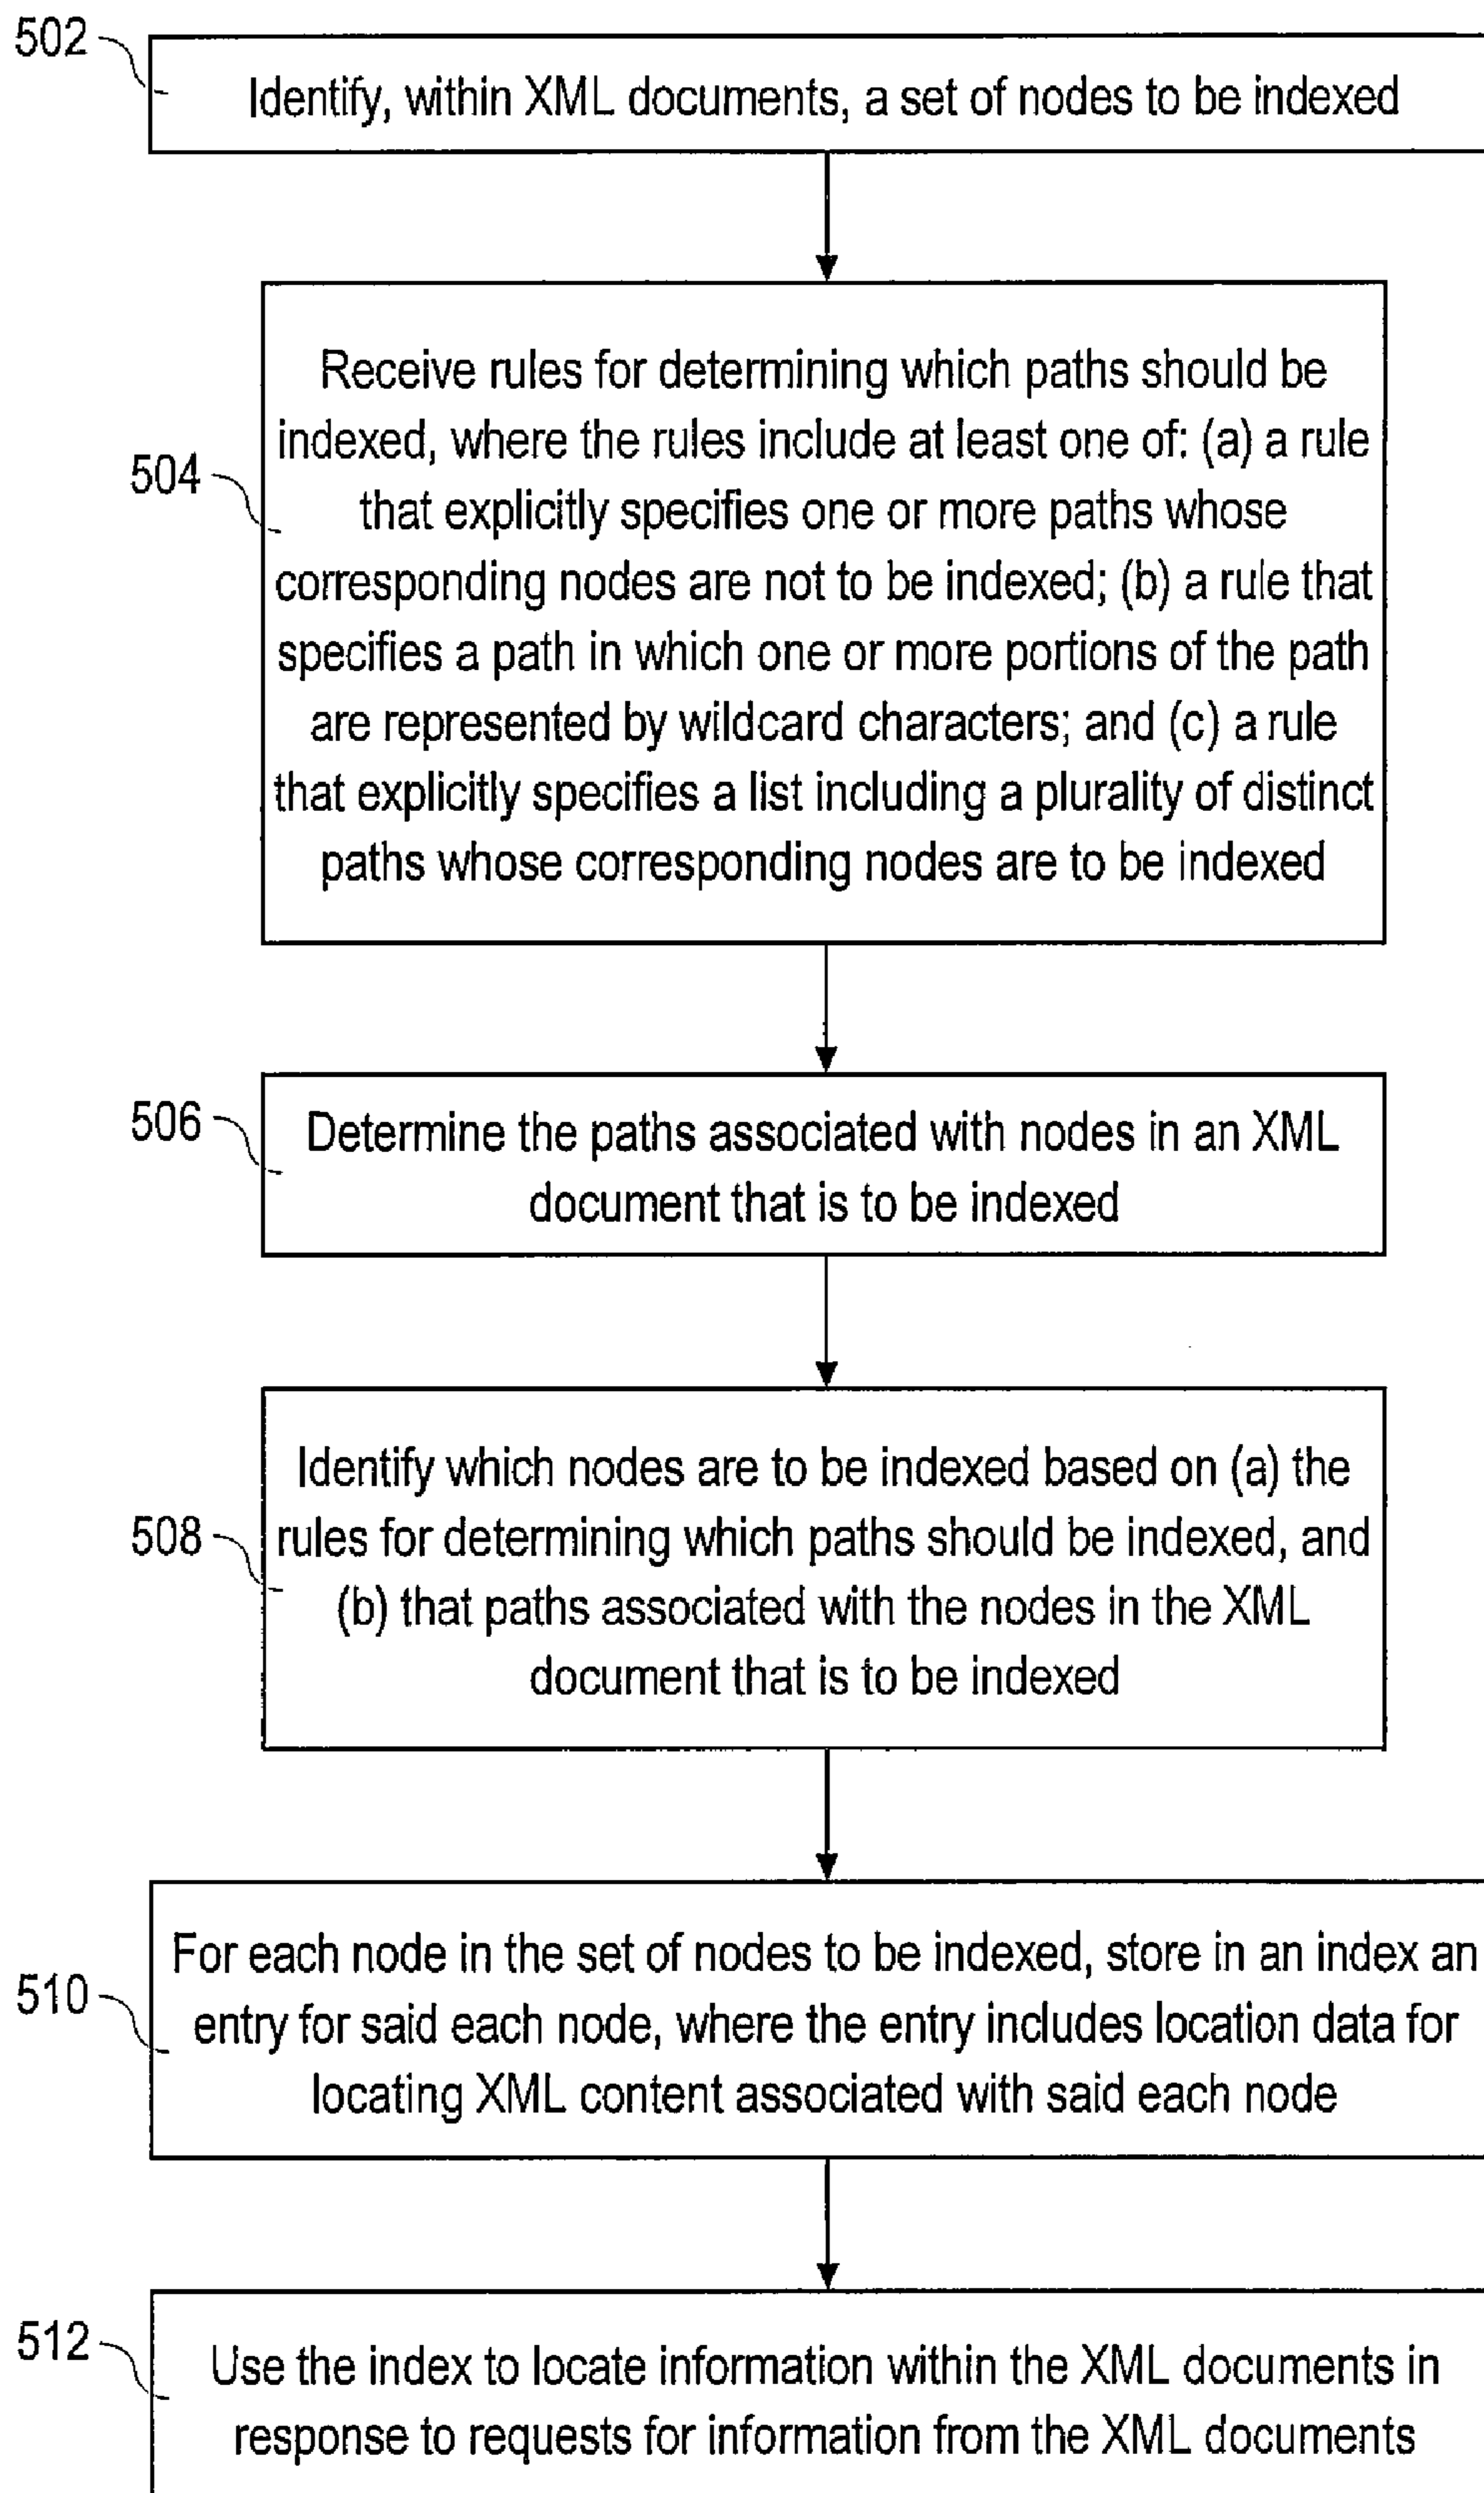 502
Identify, within XML documents, a set of nodes to be indexed
504
Receive rules for determining which paths should be
indexed, where the rules include at least one of: (a) a rule
that explicitly specifies one or more paths whose
corresponding nodes are not to be indexed; (b) a rule that
specifies a path in which one or more portions of the path
are represented by wildcard characters; and (c) a rule
that explicitly specifies a list including a plurality of distinct
paths whose corresponding nodes are to be indexed
506
Determine the paths associated with nodes in an XML
document that is to be indexed
508
Identify which nodes are to be indexed based on (a) the
rules for determining which paths should be indexed, and
(b) that paths associated with the nodes in the XML
document that is to be indexed
510
For each node in the set of nodes to be indexed, store in an index an
entry for said each node, where the entry includes location data for
locating XML content associated with said each node
512
Use the index to locate information within the XML documents in
response to requests for information from the XML documents